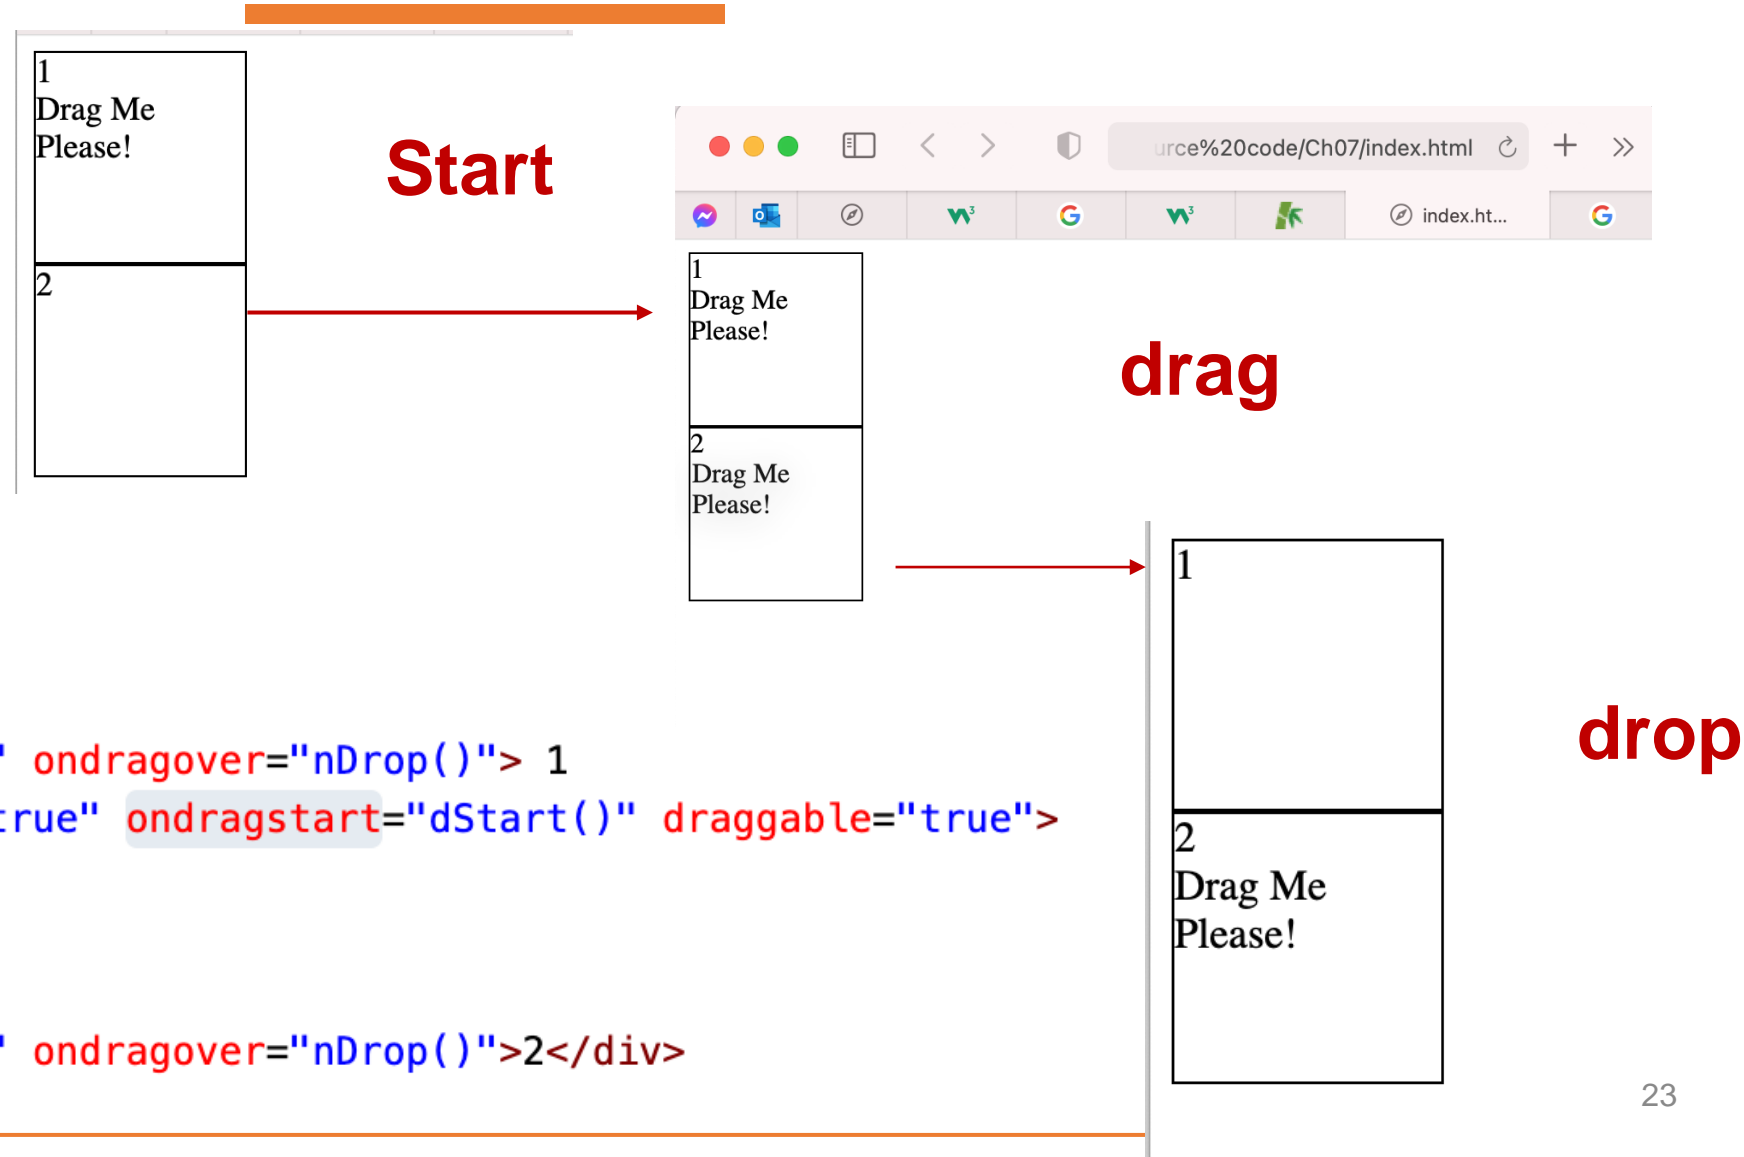 1
Drag Me
Please!
2
Start
urce%20code/Ch07/index.html
index.ht...
1
Drag Me
Please!
2
Drag Me
Please!
drag
1
2
Drag Me
Please!
drop
" ondragover="nDrop()"> 1
true" ondragstart="dStart()" draggable="true">
" ondragover="nDrop()">2</div>
23